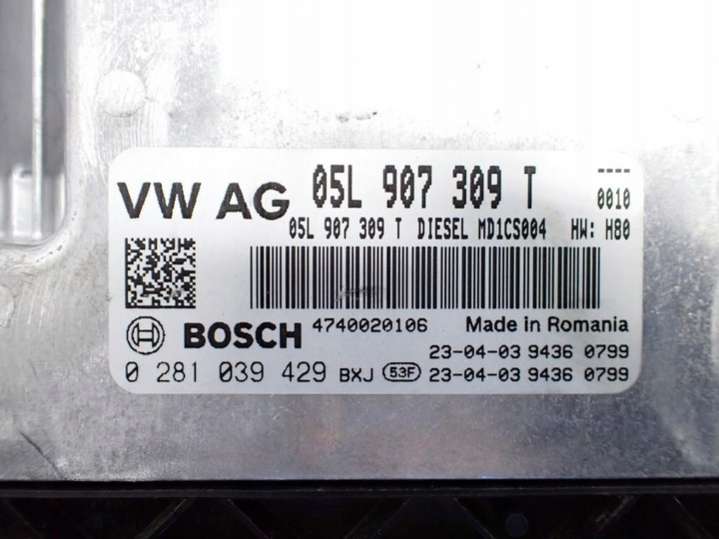 VW AG 05L 907 309 T ----
0010
05L 907 309 T DIESEL MD1CS004 HW: H80
BOSCH 4740020106 Made in Romania
23-04-03 9436 0799
0 281 039 429 BXJ 53F 23-04-03 9436 0799